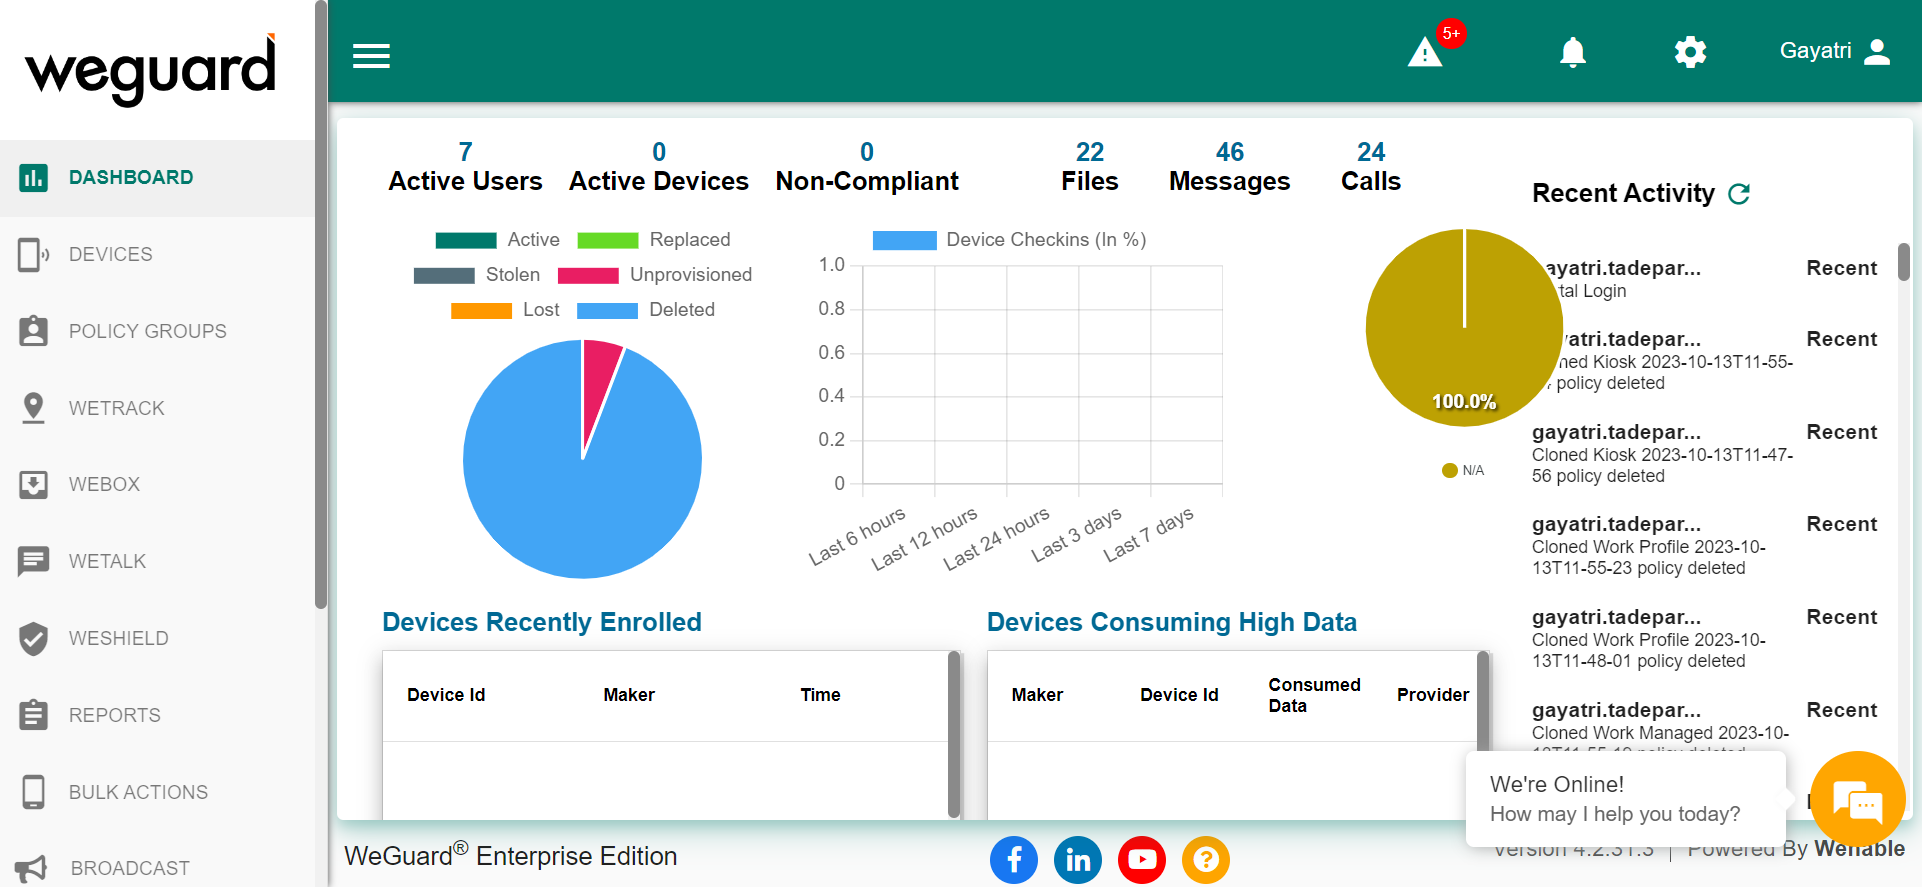 weguard
5+
Gayatri
DASHBOARD
DEVICES
POLICY GROUPS
WETRACK
WEBOX
WETALK
WESHIELD
REPORTS
BULK ACTIONS
BROADCAST
7
Active Users
0
Active Devices
0
Non-Compliant
22
Files
46
Messages
24
Calls
Active
Replaced
Stolen
Unprovisioned
Lost
Deleted
Device Checkins (In %)
1.0
0.8
0.6
0.4
0.2
0
Last 6 hours
Last 12 hours
Last 24 hours
Last 3 days
Last 7 days
100.0%
N/A
Recent Activity
ayatri.tadepar... Recent
tal Login
yatri.tadepar... Recent
ned Kiosk 2023-10-13T11-55-
policy deleted
gayatri.tadepar... Recent
Cloned Kiosk 2023-10-13T11-47-
56 policy deleted
gayatri.tadepar... Recent
Cloned Work Profile 2023-10-
13T11-55-23 policy deleted
gayatri.tadepar... Recent
Cloned Work Profile 2023-10-
13T11-48-01 policy deleted
gayatri.tadepar... Recent
Cloned Work Managed 2023-10-
Devices Recently Enrolled
Device Id Maker Time
Devices Consuming High Data
Maker Device Id Consumed Data Provider
We're Online!
How may I help you today?
WeGuard® Enterprise Edition
Version 4.2.31.3 | Powered By Wenable